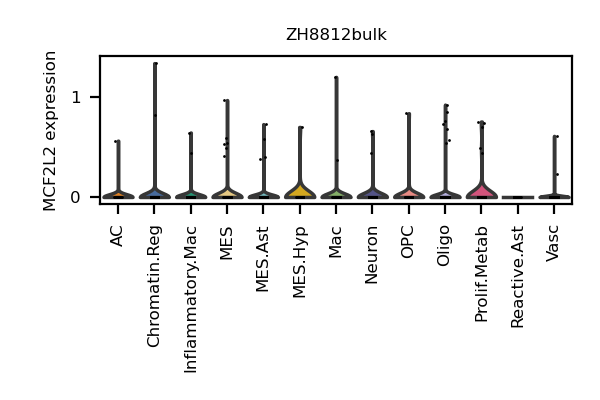 ZH8812bulk
MCF2L2 expression
1
0
AC
Chromatin.Reg
Inflammatory.Mac
MES
MES.Ast
MES.Hyp
Mac
Neuron
OPC
Oligo
Prolif.Metab
Reactive.Ast
Vasc